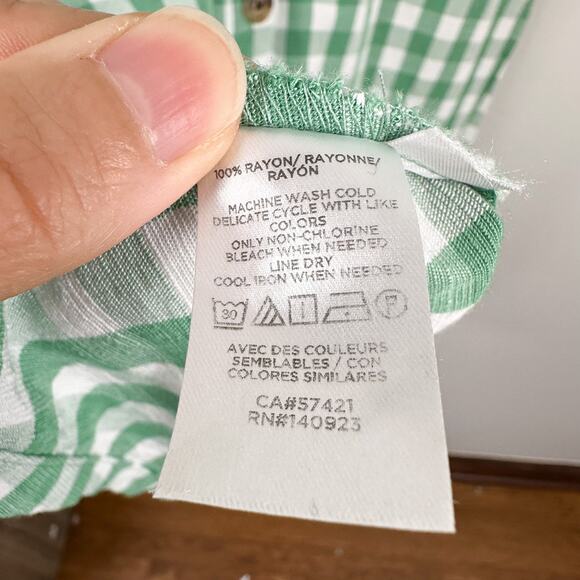 100% RAYON/ RAYONNE/
RAYÓN
MACHINE WASH COLD
DELICATE CYCLE WITH LIKE
COLORS
ONLY NON-CHLORINE
BLEACH WHEN NEEDED
LINE DRY
COOL IRON WHEN NEEDED
30 P
AVEC DES COULEURS
SEMBLABLES / CON
COLORES SIMILARES
CA#57421
RN#140923